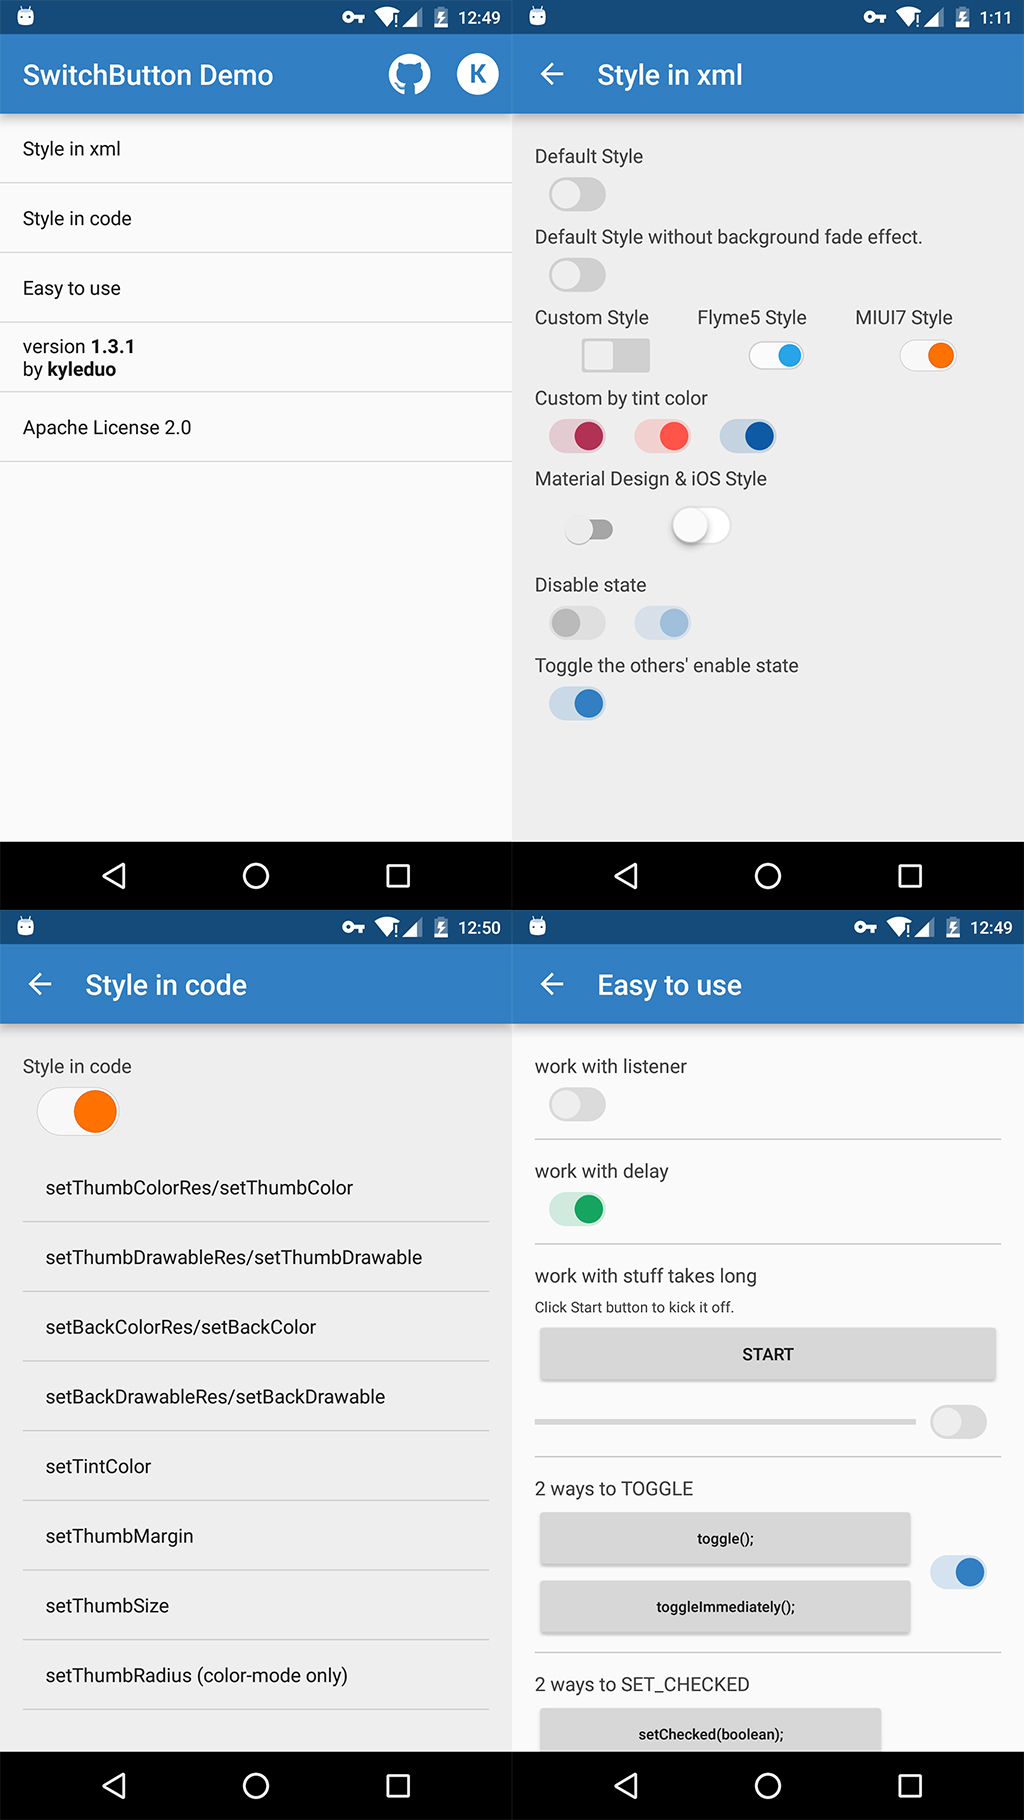 12:49
SwitchButton Demo
K
Style in xml
Style in code
Easy to use
version 1.3.1
by kyleduo
Apache License 2.0
1:11
Style in xml
Default Style
Default Style without background fade effect.
Custom Style Flyme5 Style MIUI7 Style
Custom by tint color
Material Design & iOS Style
Disable state
Toggle the others' enable state
12:50
Style in code
Style in code
setThumbColorRes/setThumbColor
setThumbDrawableRes/setThumbDrawable
setBackColorRes/setBackColor
setBackDrawableRes/setBackDrawable
setTintColor
setThumbMargin
setThumbSize
setThumbRadius (color-mode only)
12:49
Easy to use
work with listener
work with delay
work with stuff takes long
Click Start button to kick it off.
START
2 ways to TOGGLE
toggle();
toggleImmediately();
2 ways to SET_CHECKED
setChecked(boolean);